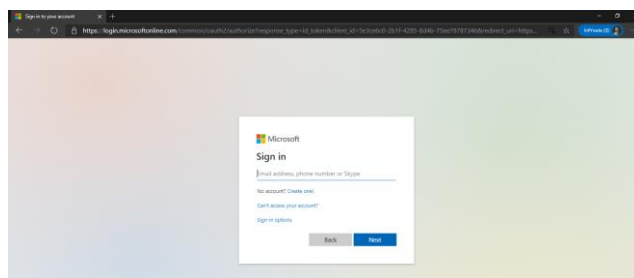 Sign in to your account
https://login.microsoftonline.com/common/oauth2/authorize?response_type=id_token&client_id=
InPrivate
Microsoft
Sign in
Email address, phone number or Skype
No account? Create one!
Can't access your account?
Sign-in options
Back Next